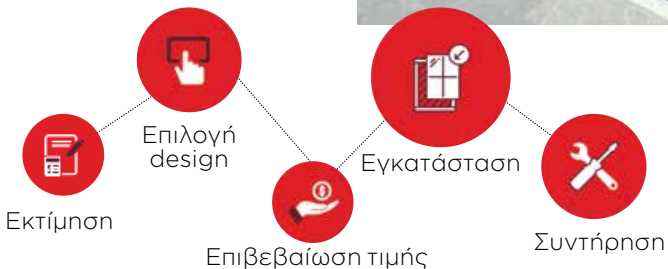 Εκτίμηση
Επιλογή
design
Επιβεβαίωση τιμής
Εγκατάσταση
Συντήρηση